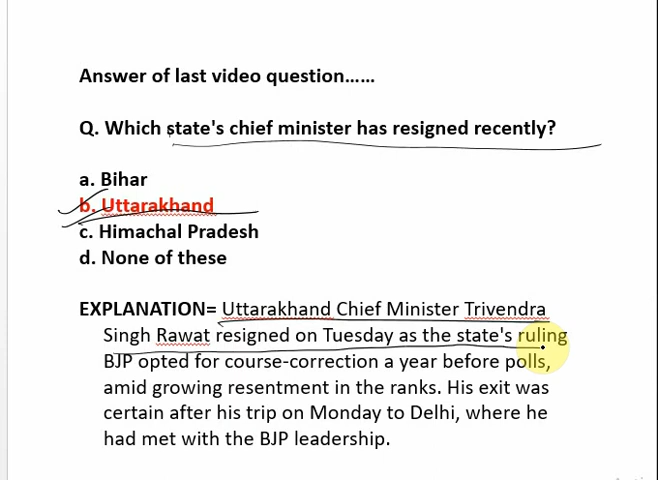 Answer of last video question......
Q. Which state's chief minister has resigned recently?
a. Bihar
b. Uttarakhand
c. Himachal Pradesh
d. None of these
EXPLANATION= Uttarakhand Chief Minister Trivendra
Singh Rawat resigned on Tuesday as the state's ruling
BJP opted for course-correction a year before polls,
amid growing resentment in the ranks. His exit was
certain after his trip on Monday to Delhi, where he
had met with the BJP leadership.